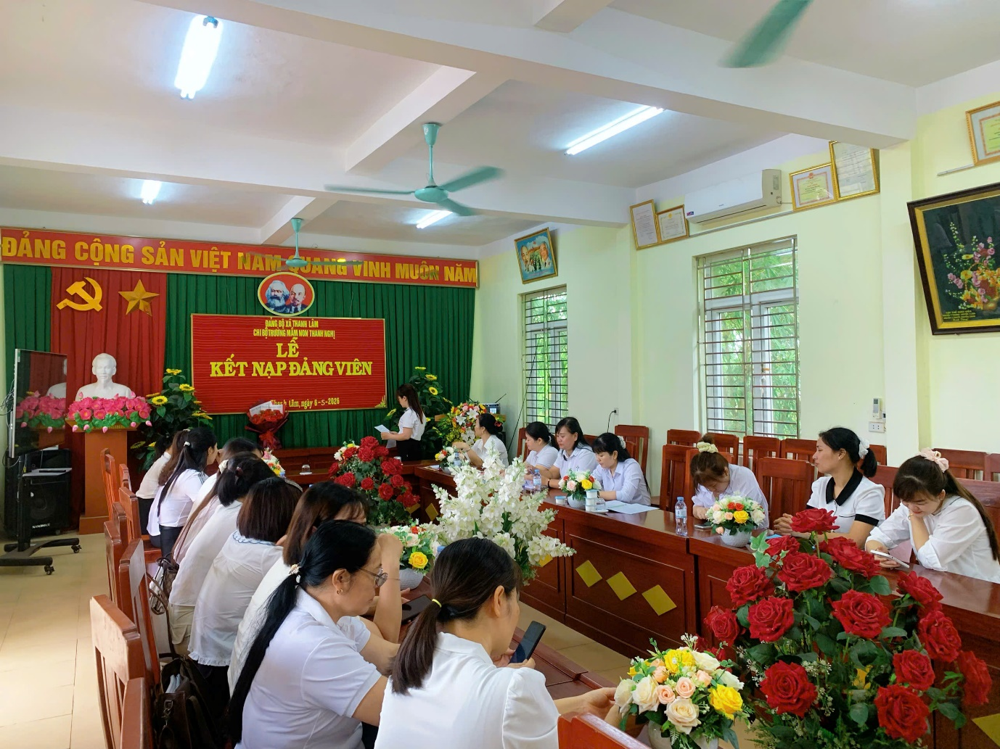 ĐẢNG CỘNG SẢN VIỆT NAM QUANG VINH MUÔN NĂM
ĐẢNG BỘ XÃ THANH LÂM
CHI BỘ TRƯỜNG MẦM NON THANH NGHỊ
LỄ
KẾT NẠP ĐẢNG VIÊN
Lâm, ngày 6-5-2026